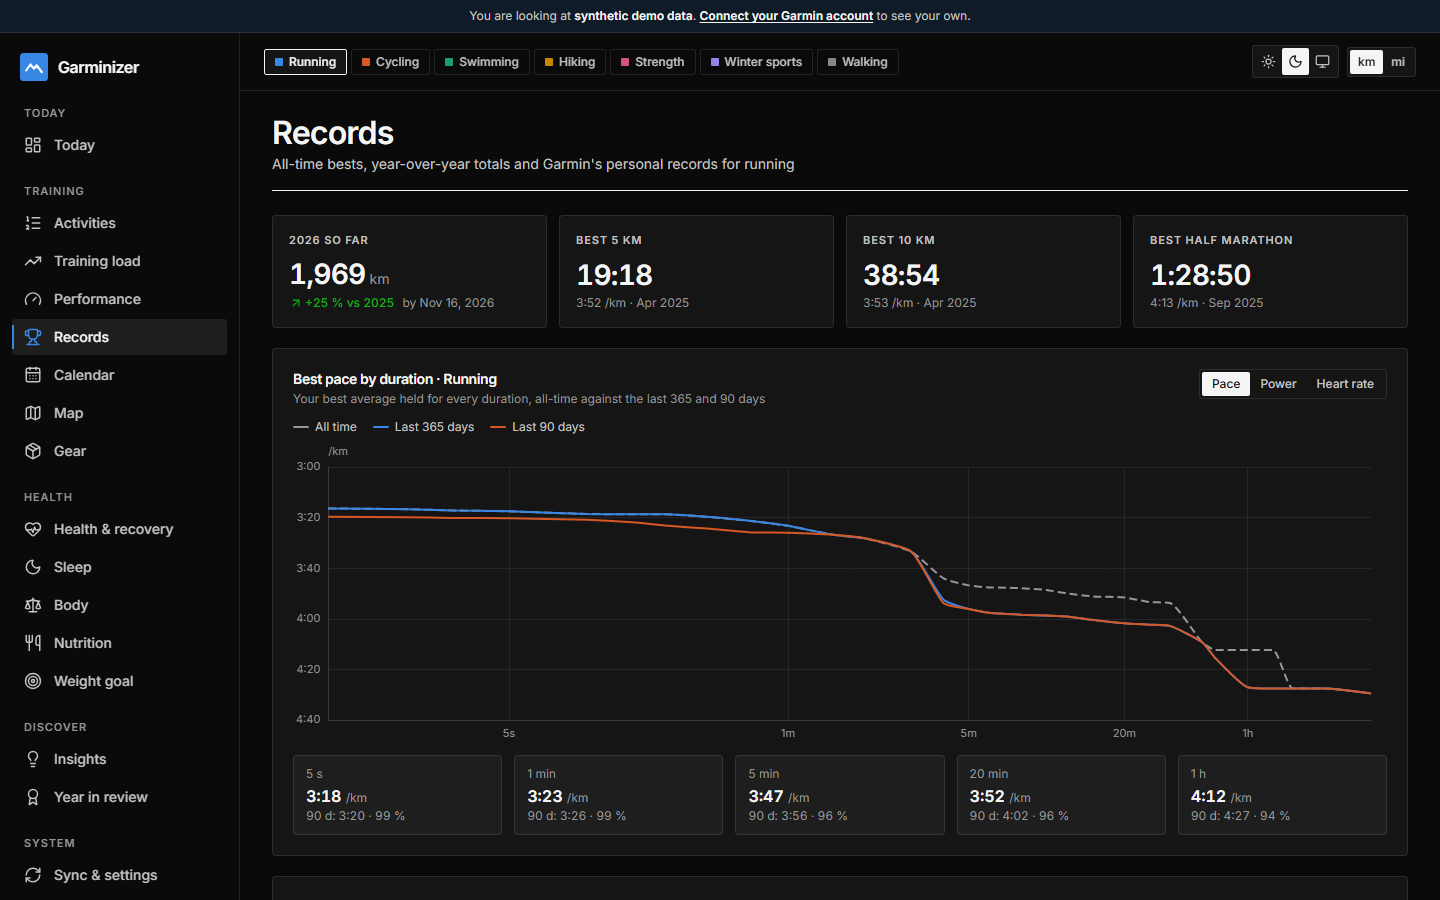 You are looking at synthetic demo data. Connect your Garmin account to see your own.
Garminizer
Running
Cycling
Swimming
Hiking
Strength
Winter sports
Walking
km
mi
TODAY
Today
TRAINING
Activities
Training load
Performance
Records
Calendar
Map
Gear
HEALTH
Health & recovery
Sleep
Body
Nutrition
Weight goal
DISCOVER
Insights
Year in review
SYSTEM
Sync & settings
Records
All-time bests, year-over-year totals and Garmin's personal records for running
2026 SO FAR
1,969 km
+25 % vs 2025 by Nov 16, 2026
BEST 5 KM
19:18
3:52 /km · Apr 2025
BEST 10 KM
38:54
3:53 /km · Apr 2025
BEST HALF MARATHON
1:28:50
4:13 /km · Sep 2025
Best pace by duration · Running
Your best average held for every duration, all-time against the last 365 and 90 days
Pace
Power
Heart rate
All time
Last 365 days
Last 90 days
/km
3:00
3:20
3:40
4:00
4:20
4:40
5s
1m
5m
20m
1h
5 s
3:18 /km
90 d: 3:20 · 99 %
1 min
3:23 /km
90 d: 3:26 · 99 %
5 min
3:47 /km
90 d: 3:56 · 96 %
20 min
3:52 /km
90 d: 4:02 · 96 %
1 h
4:12 /km
90 d: 4:27 · 94 %